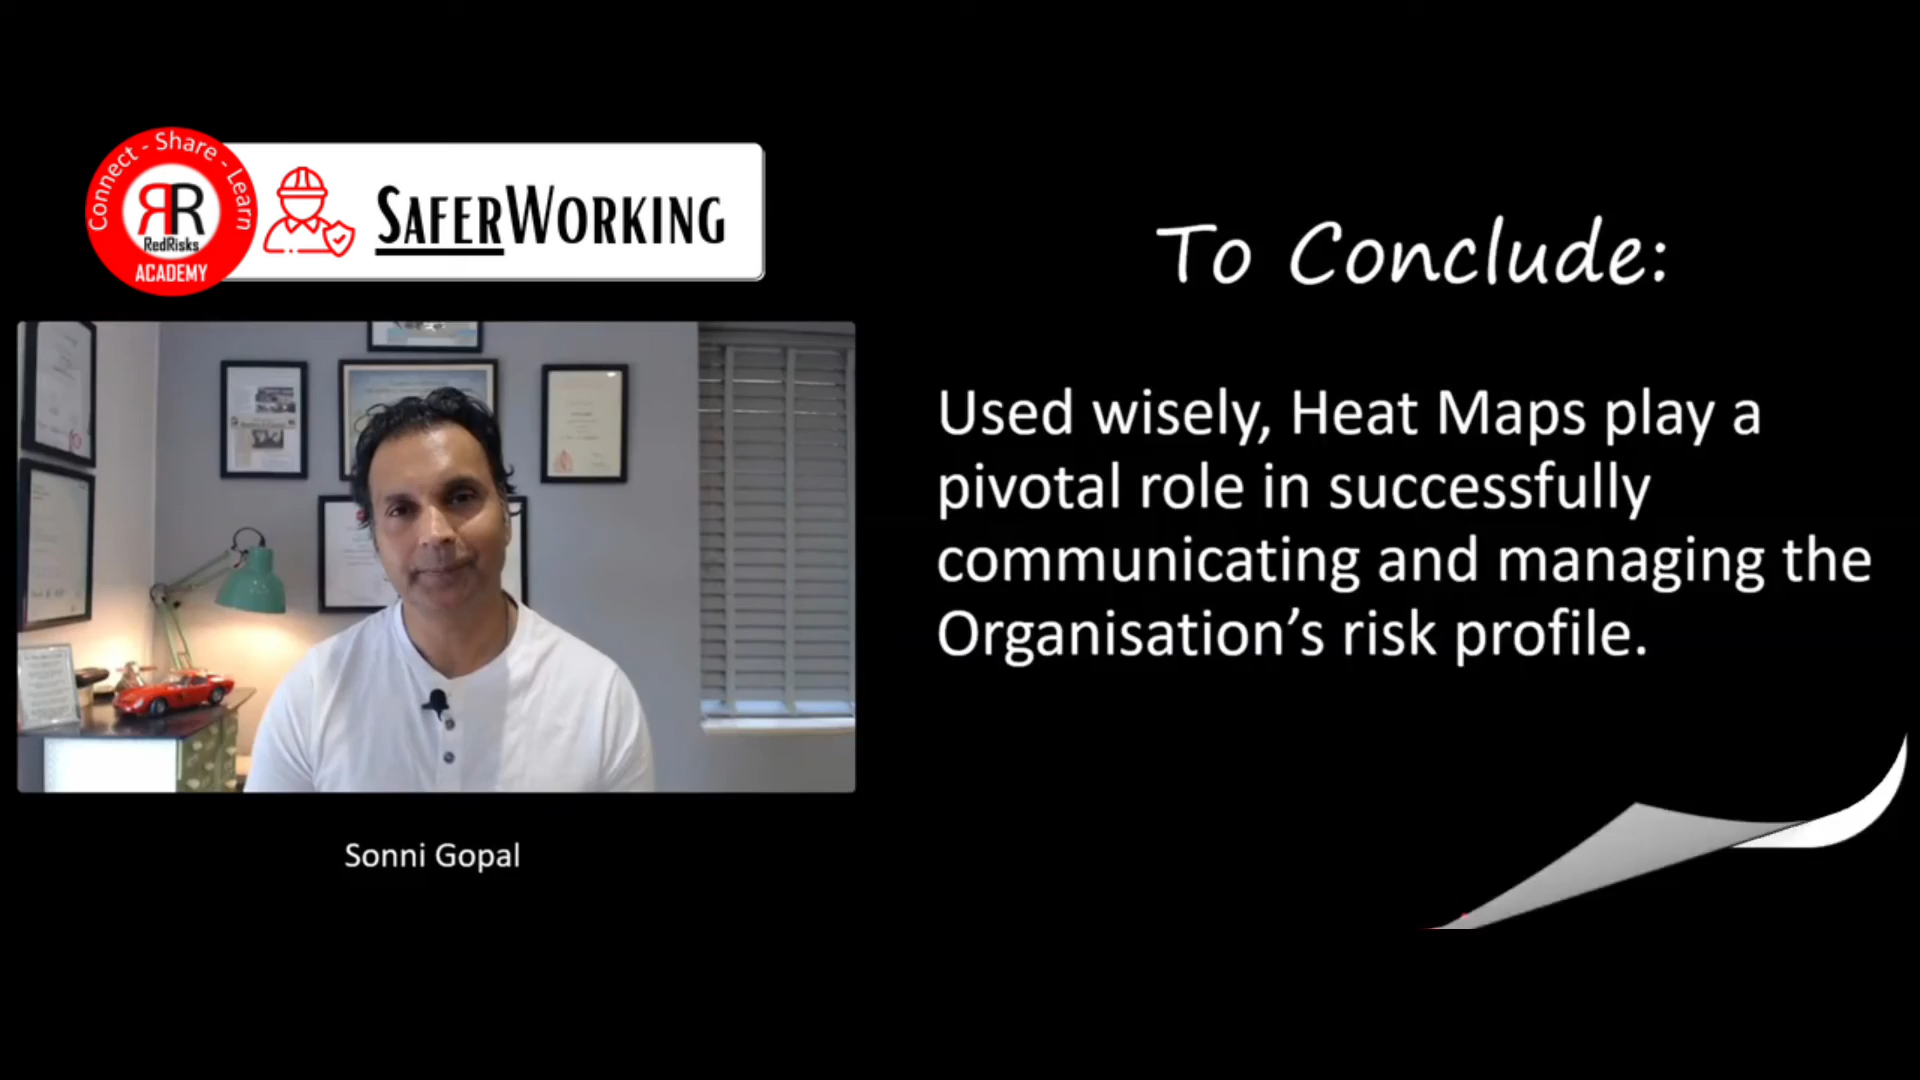 Connect - Share - Learn
RR
RedRisks
ACADEMY
SAFERWORKING
To Conclude:
Used wisely, Heat Maps play a
pivotal role in successfully
communicating and managing the
Organisation’s risk profile.
Sonni Gopal